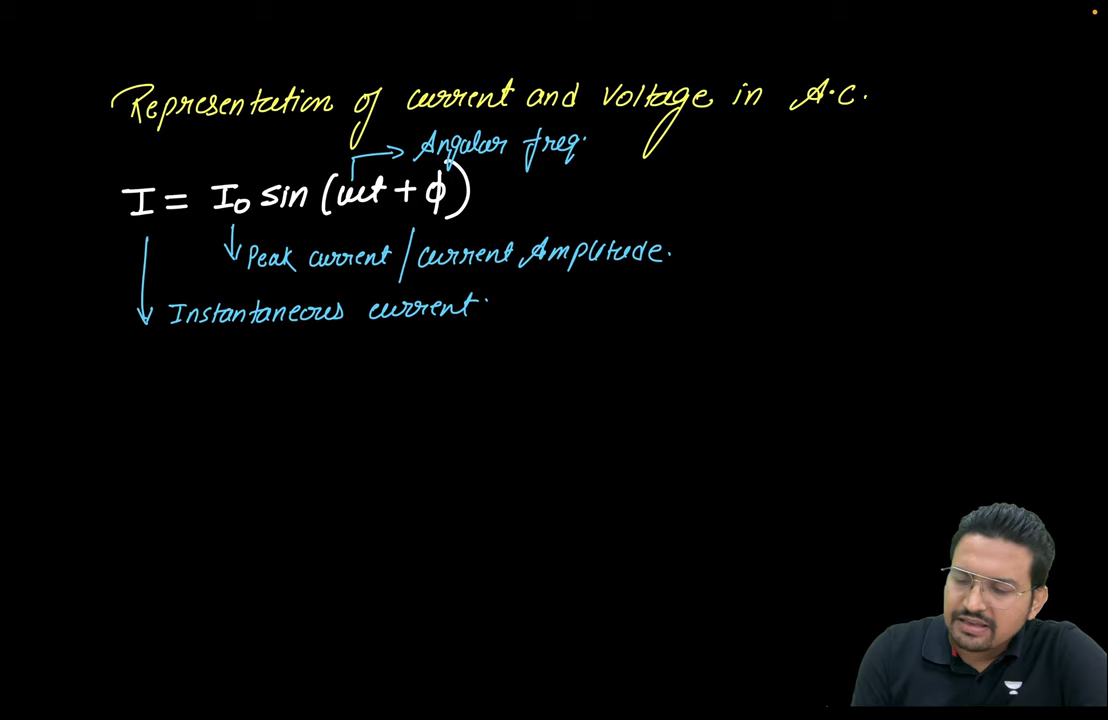 Representation of current and voltage in A.C.
Angular freq.
I = I₀ sin (ωt + ϕ)
Peak current / current Amplitude.
Instantaneous current.